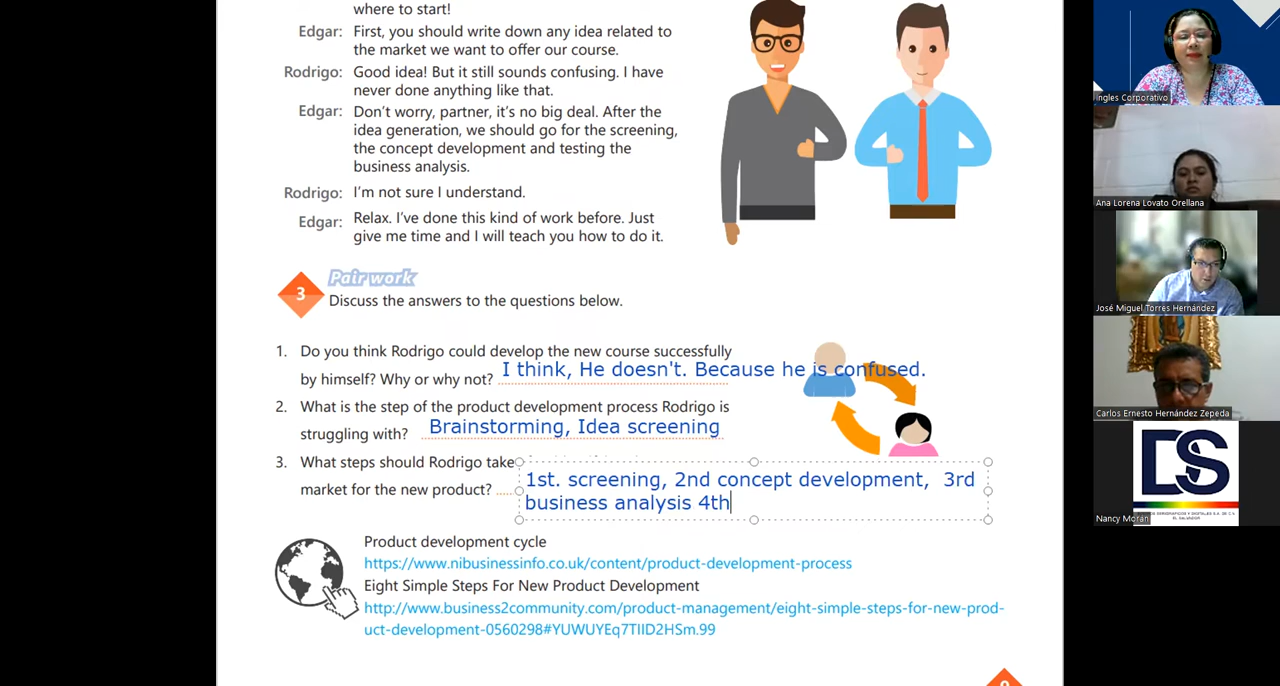 where to start!
Edgar: First, you should write down any idea related to
the market we want to offer our course.
Rodrigo: Good idea! But it still sounds confusing. I have
never done anything like that.
Edgar: Don't worry, partner, it's no big deal. After the
idea generation, we should go for the screening,
the concept development and testing the
business analysis.
Rodrigo: I'm not sure I understand.
Edgar: Relax. I've done this kind of work before. Just
give me time and I will teach you how to do it.
3
Pair work
Discuss the answers to the questions below.
1. Do you think Rodrigo could develop the new course successfully
by himself? Why or why not? I think, He doesn't. Because he is confused.
2. What is the step of the product development process Rodrigo is
struggling with? Brainstorming, Idea screening
3. What steps should Rodrigo take
market for the new product?
1st. screening, 2nd concept development, 3rd
business analysis 4th
Product development cycle
https://www.nibusinessinfo.co.uk/content/product-development-process
Eight Simple Steps For New Product Development
http://www.business2community.com/product-management/eight-simple-steps-for-new-prod-
uct-development-0560298#YUWUYEq7TIID2HSm.99
Ingles Corporativo
Ana Lorena Lovato Orellana
José Miguel Torres Hernández
Carlos Ernesto Hernández Zepeda
DS
EL SALVADOR
Nancy Morán